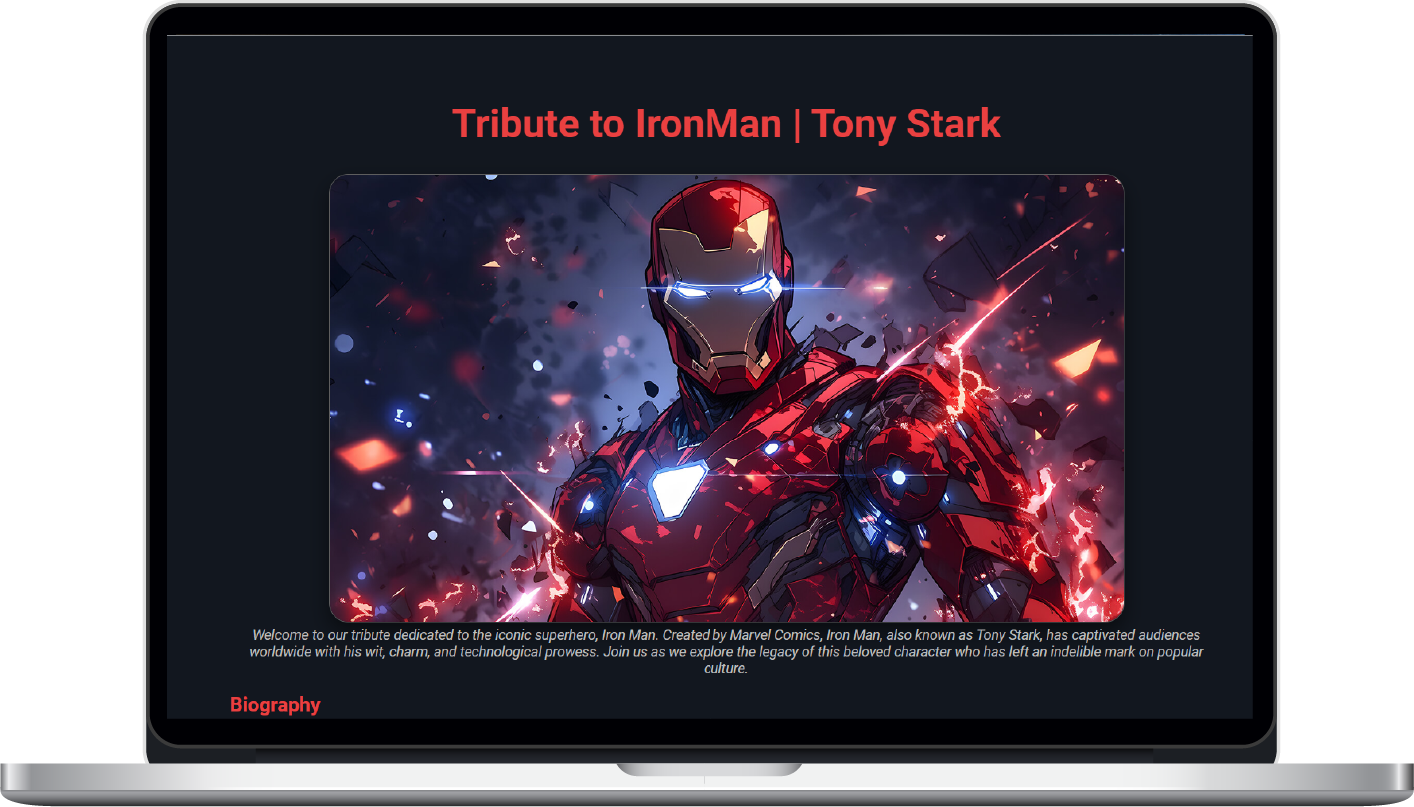 Tribute to IronMan | Tony Stark
Welcome to our tribute dedicated to the iconic superhero, Iron Man. Created by Marvel Comics, Iron Man, also known as Tony Stark, has captivated audiences
worldwide with his wit, charm, and technological prowess. Join us as we explore the legacy of this beloved character who has left an indelible mark on popular
culture.
Biography